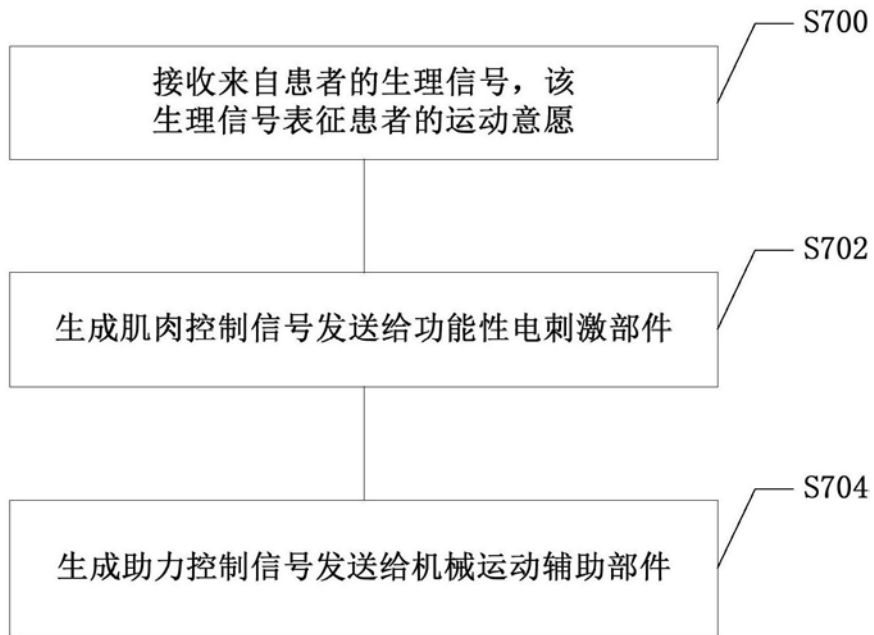 S700
接收来自患者的生理信号，该
生理信号表征患者的运动意愿
S702
生成肌肉控制信号发送给功能性电刺激部件
S704
生成助力控制信号发送给机械运动辅助部件